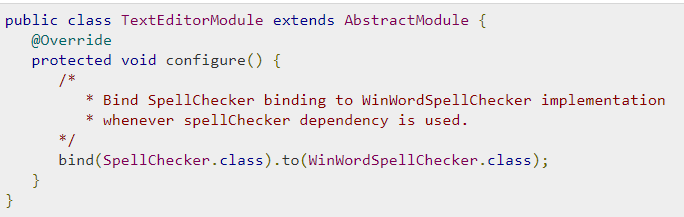 public class TextEditorModule extends AbstractModule {
   @Override
   protected void configure() {
      /*
         * Bind SpellChecker binding to WinWordSpellChecker implementation
         * whenever spellChecker dependency is used.
      */
      bind(SpellChecker.class).to(WinWordSpellChecker.class);
   }
}